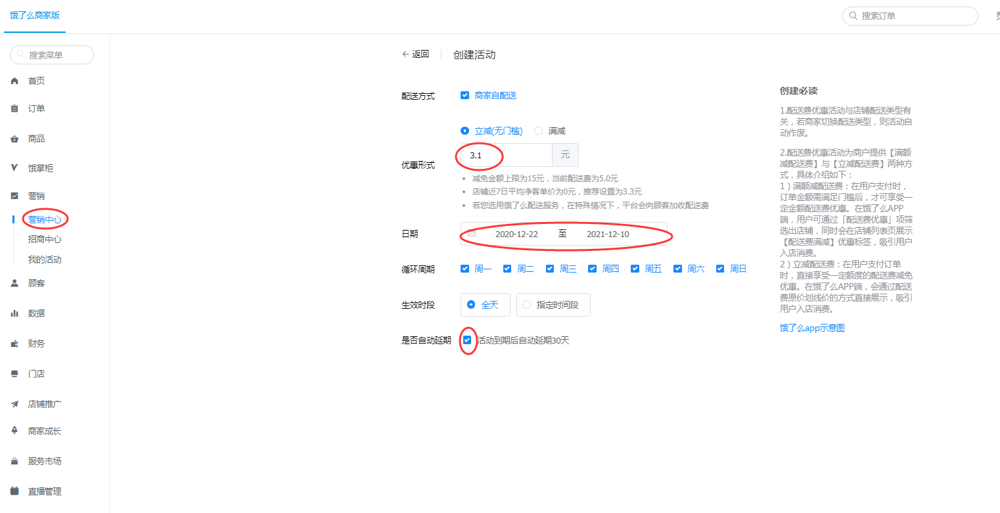 饿了么商家版
搜索订单
搜索菜单
首页
订单
商品
饿掌柜
营销
营销中心
招商中心
我的活动
顾客
数据
财务
门店
店铺推广
商家成长
服务市场
直播管理
← 返回
创建活动
配送方式
商家自配送
立减(无门槛) 满减
优惠形式
3.1 元
减免金额上限为15元，当前配送费为5.0元
店铺近7日平均净客单价为0元，推荐设置为3.3元
若您选用饿了么配送服务，在特殊情况下，平台会向顾客加收配送费
日期
2020-12-22 至 2021-12-10
循环周期
周一 周二 周三 周四 周五 周六 周日
生效时段
全天 指定时间段
是否自动延期
活动到期后自动延期30天
创建必读
1.配送费优惠活动与店铺配送类型有
关，若商家切换配送类型，则活动自
动作废。
2.配送费优惠活动为商户提供【满额
减配送费】与【立减配送费】两种方
式，具体介绍如下：
1）满额减配送费：在用户支付时，
订单金额需满足门槛后，才可享受一
定金额配送费优惠。在饿了么APP
端，用户可通过「配送费优惠」项筛
选出店铺，同时会在店铺列表页展示
【配送费满减】优惠标签，吸引用户
入店消费。
2）立减配送费：在用户支付订单
时，直接享受一定额度的配送费减免
优惠。在饿了么APP端，会通过配送
费原价划线价的方式直接展示，吸引
用户入店消费。
饿了么app示意图